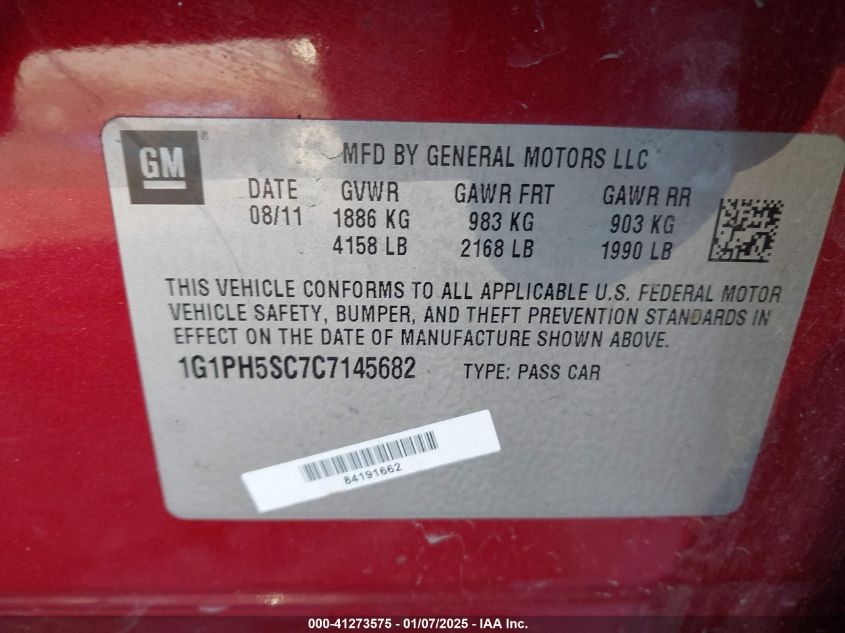 GM ®
MFD BY GENERAL MOTORS LLC
DATE GVWR GAWR FRT GAWR RR
08/11 1886 KG 983 KG 903 KG
4158 LB 2168 LB 1990 LB
THIS VEHICLE CONFORMS TO ALL APPLICABLE U.S. FEDERAL MOTOR
VEHICLE SAFETY, BUMPER, AND THEFT PREVENTION STANDARDS IN
EFFECT ON THE DATE OF MANUFACTURE SHOWN ABOVE.
1G1PH5SC7C7145682 TYPE: PASS CAR
84191662
000-41273575 - 01/07/2025 - IAA Inc.